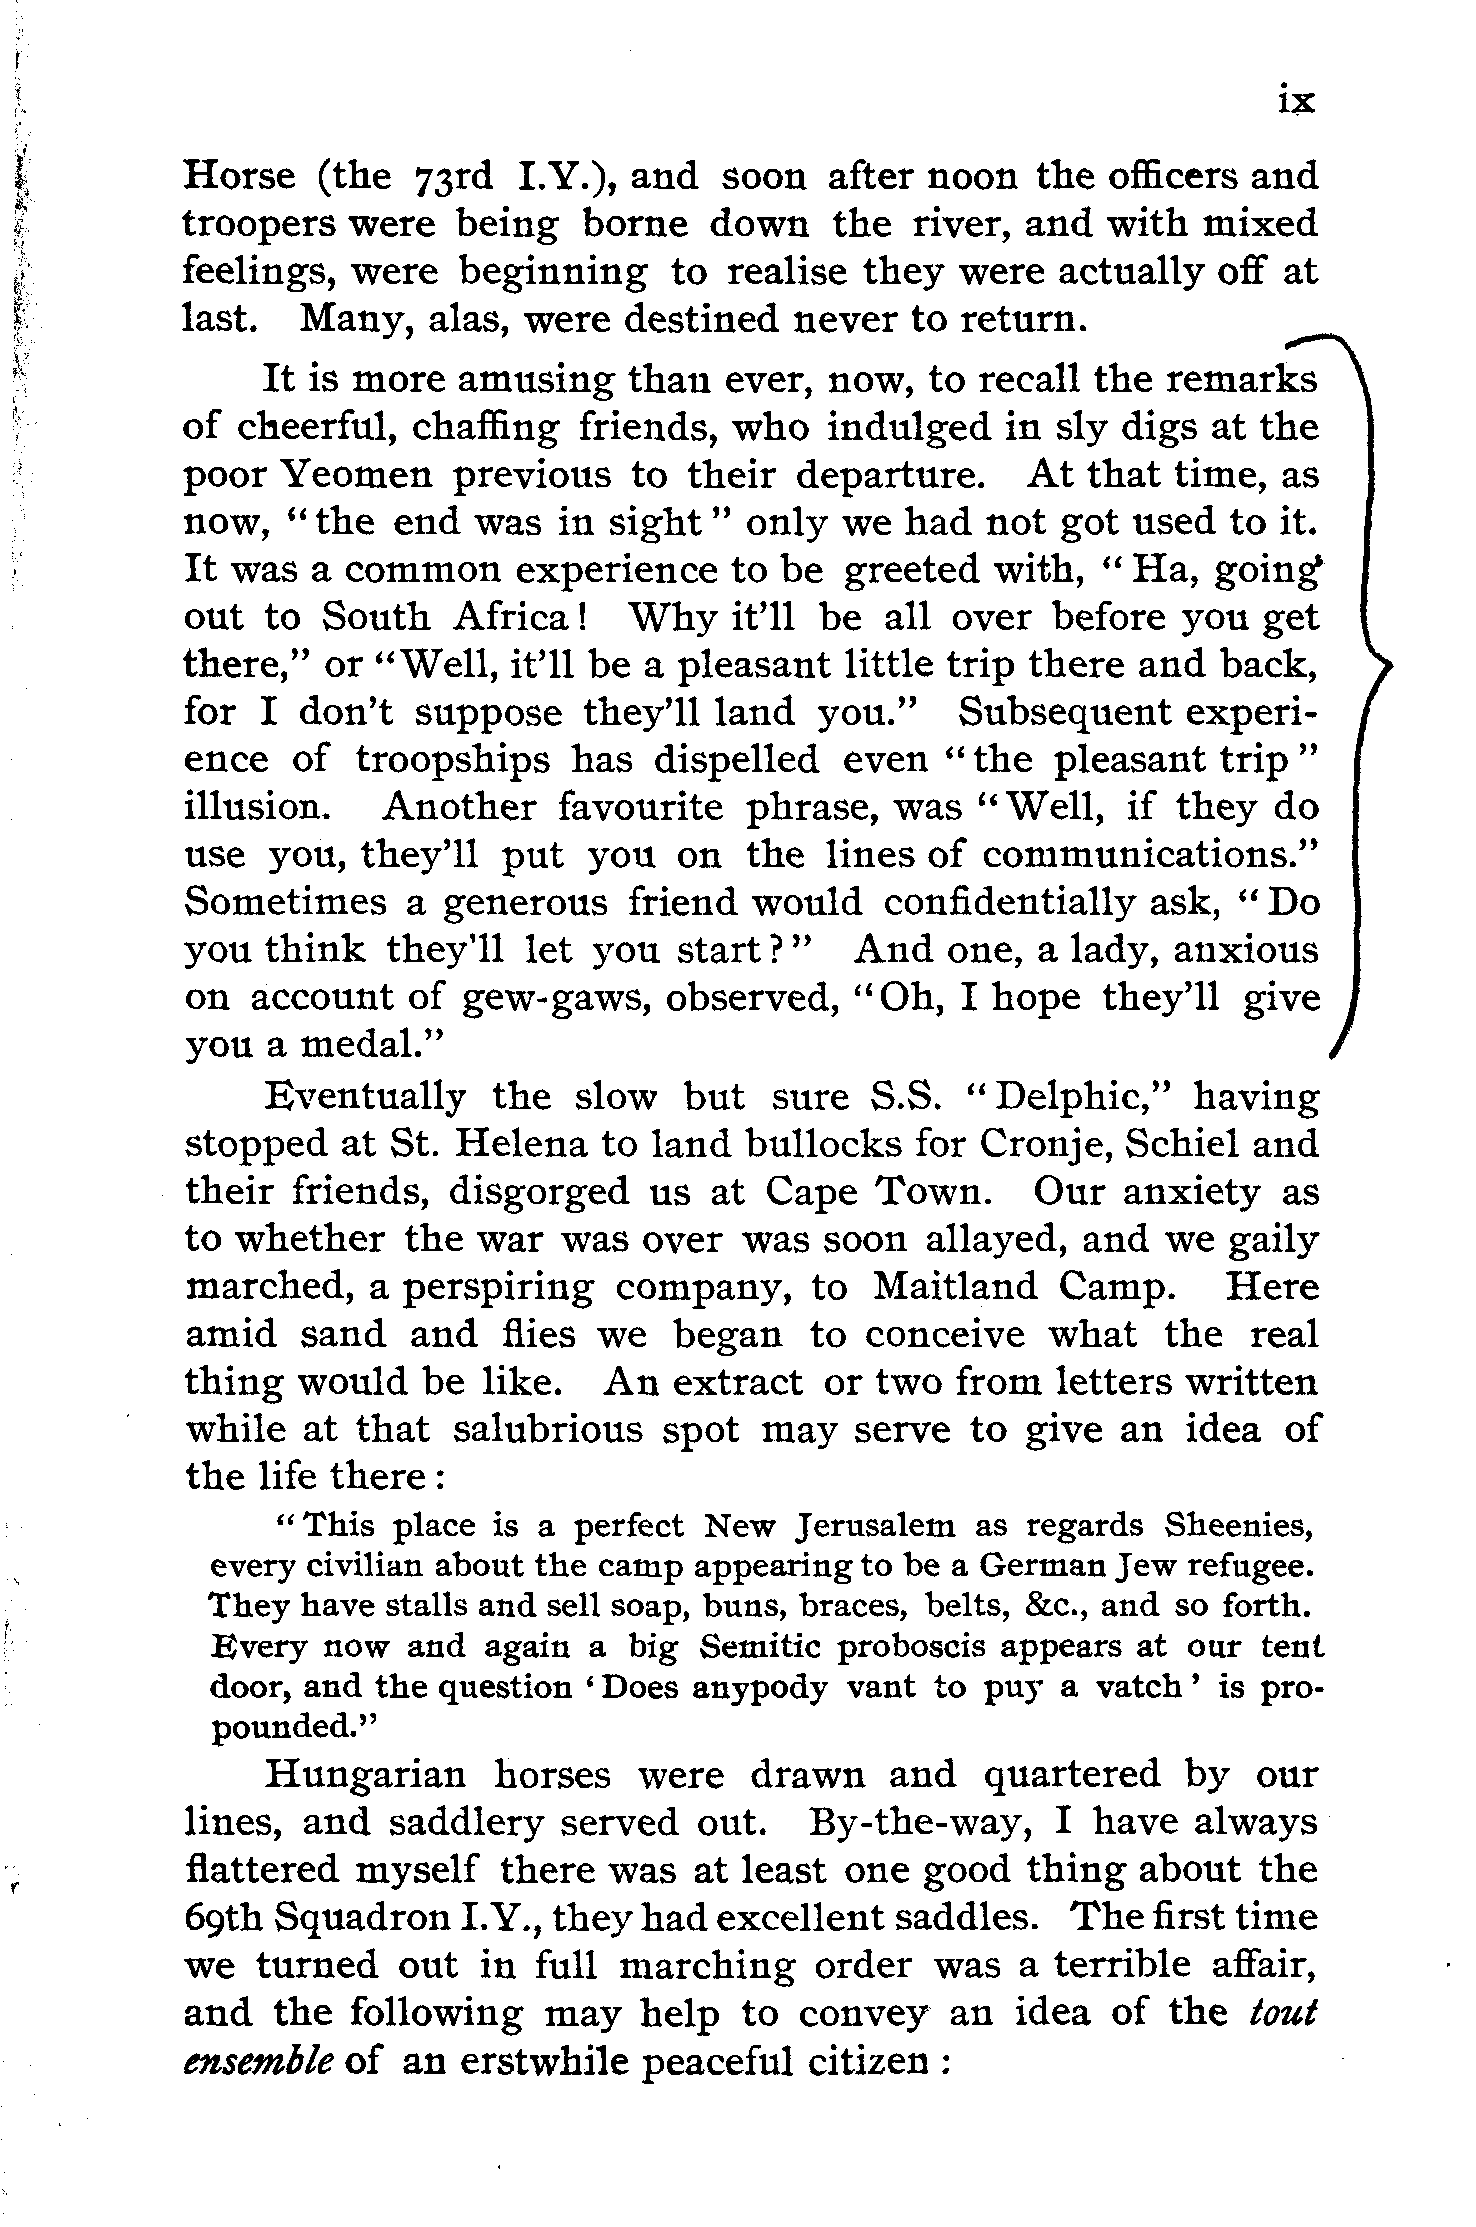 ix
Horse (the 73rd I.Y.), and soon after noon the officers and
troopers were being borne down the river, and with mixed
feelings, were beginning to realise they were actually off at
last. Many, alas, were destined never to return.
It is more amusing than ever, now, to recall the remarks
of cheerful, chaffing friends, who indulged in sly digs at the
poor Yeomen previous to their departure. At that time, as
now, "the end was in sight" only we had not got used to it.
It was a common experience to be greeted with, "Ha, going
out to South Africa! Why it'll be all over before you get
there," or "Well, it'll be a pleasant little trip there and back,
for I don't suppose they'll land you." Subsequent experi-
ence of troopships has dispelled even "the pleasant trip"
illusion. Another favourite phrase, was "Well, if they do
use you, they'll put you on the lines of communications."
Sometimes a generous friend would confidentially ask, "Do
you think they'll let you start?" And one, a lady, anxious
on account of gew-gaws, observed, "Oh, I hope they'll give
you a medal."
Eventually the slow but sure S.S. "Delphic," having
stopped at St. Helena to land bullocks for Cronje, Schiel and
their friends, disgorged us at Cape Town. Our anxiety as
to whether the war was over was soon allayed, and we gaily
marched, a perspiring company, to Maitland Camp. Here
amid sand and flies we began to conceive what the real
thing would be like. An extract or two from letters written
while at that salubrious spot may serve to give an idea of
the life there:
"This place is a perfect New Jerusalem as regards Sheenies,
every civilian about the camp appearing to be a German Jew refugee.
They have stalls and sell soap, buns, braces, belts, &c., and so forth.
Every now and again a big Semitic proboscis appears at our tent
door, and the question 'Does anypody vant to puy a vatch' is pro-
pounded."
Hungarian horses were drawn and quartered by our
lines, and saddlery served out. By-the-way, I have always
flattered myself there was at least one good thing about the
69th Squadron I.Y., they had excellent saddles. The first time
we turned out in full marching order was a terrible affair,
and the following may help to convey an idea of the tout
ensemble of an erstwhile peaceful citizen: